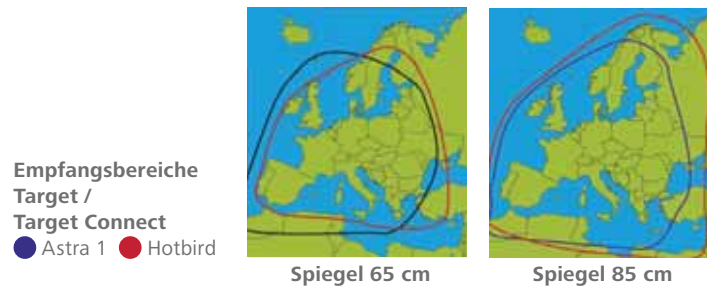 Empfangsbereiche
Target /
Target Connect
Astra 1 Hotbird
Spiegel 65 cm
Spiegel 85 cm